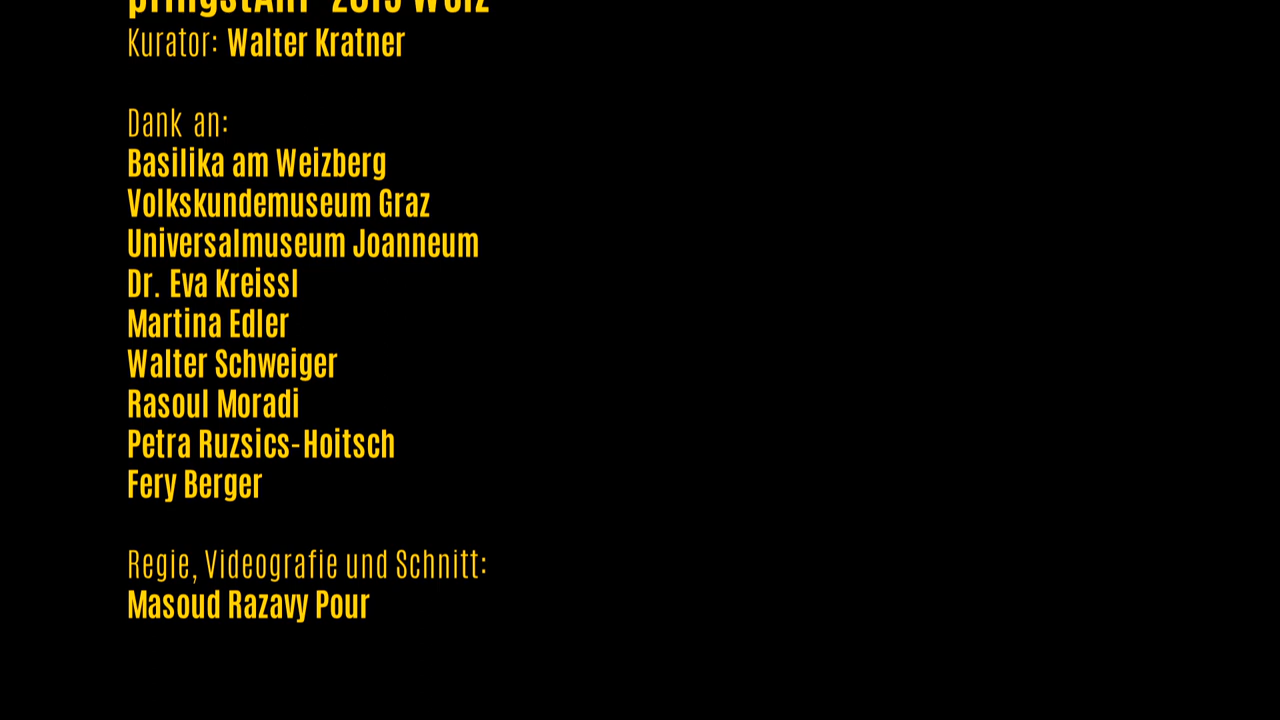 Kurator: Walter Kratner
Dank an:
Basilika am Weizberg
Volkskundemuseum Graz
Universalmuseum Joanneum
Dr. Eva Kreissl
Martina Edler
Walter Schweiger
Rasoul Moradi
Petra Ruzsics-Hoitsch
Fery Berger
Regie, Videografie und Schnitt:
Masoud Razavy Pour